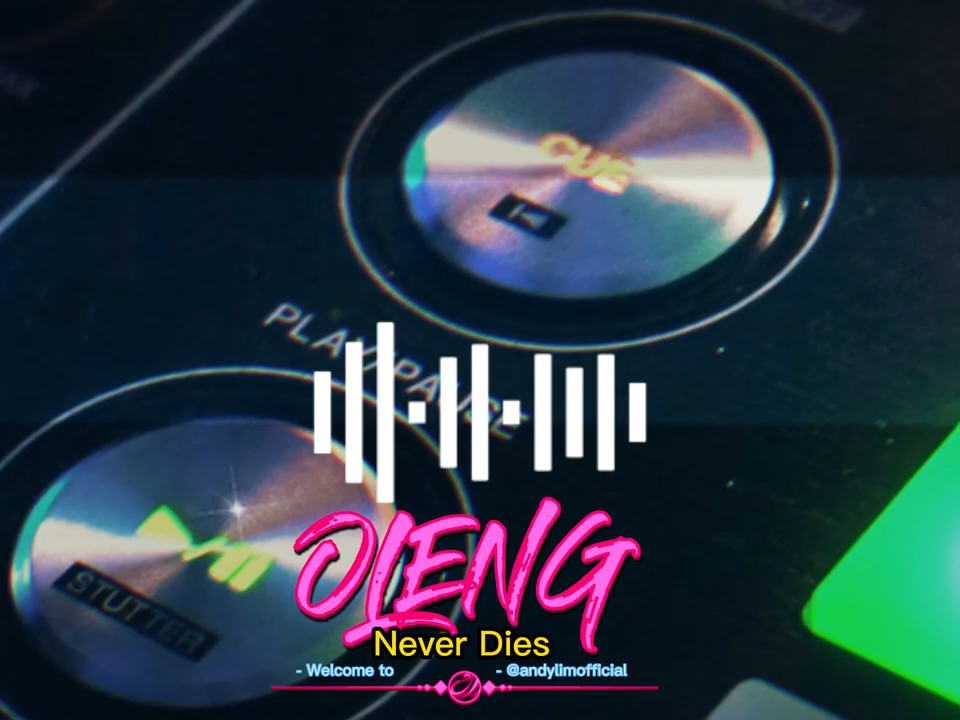 CUE
PLAY/PAUSE
STUTTER
OLENG
Never Dies
- Welcome to - @andylimofficial